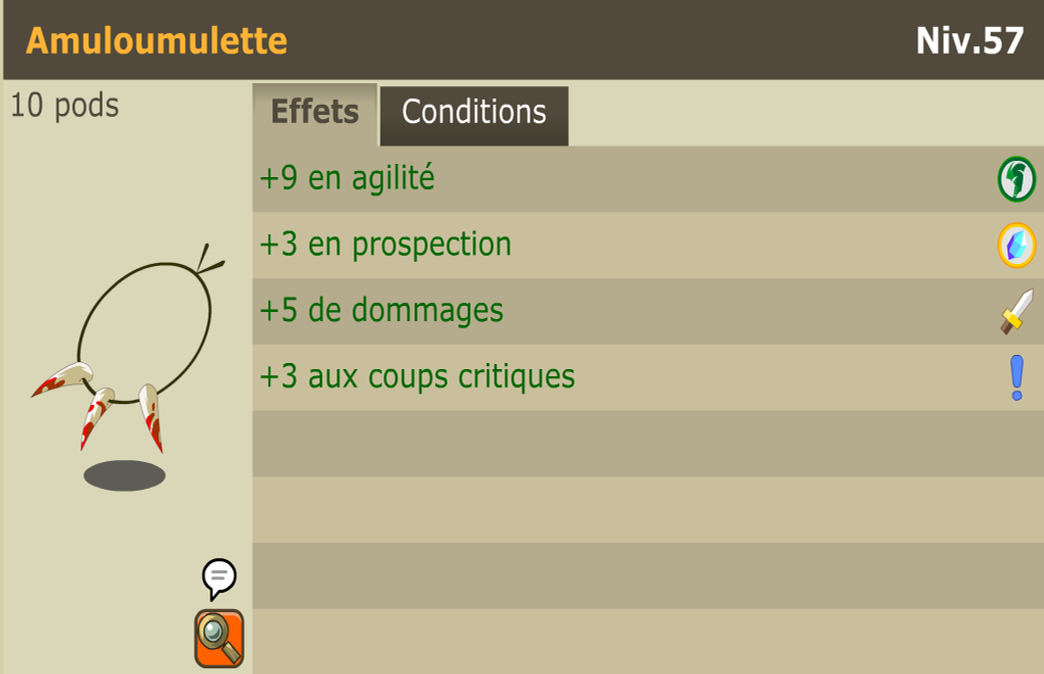 Amuloumulette
Niv.57
10 pods
Effets
Conditions
+9 en agilité
+3 en prospection
+5 de dommages
+3 aux coups critiques